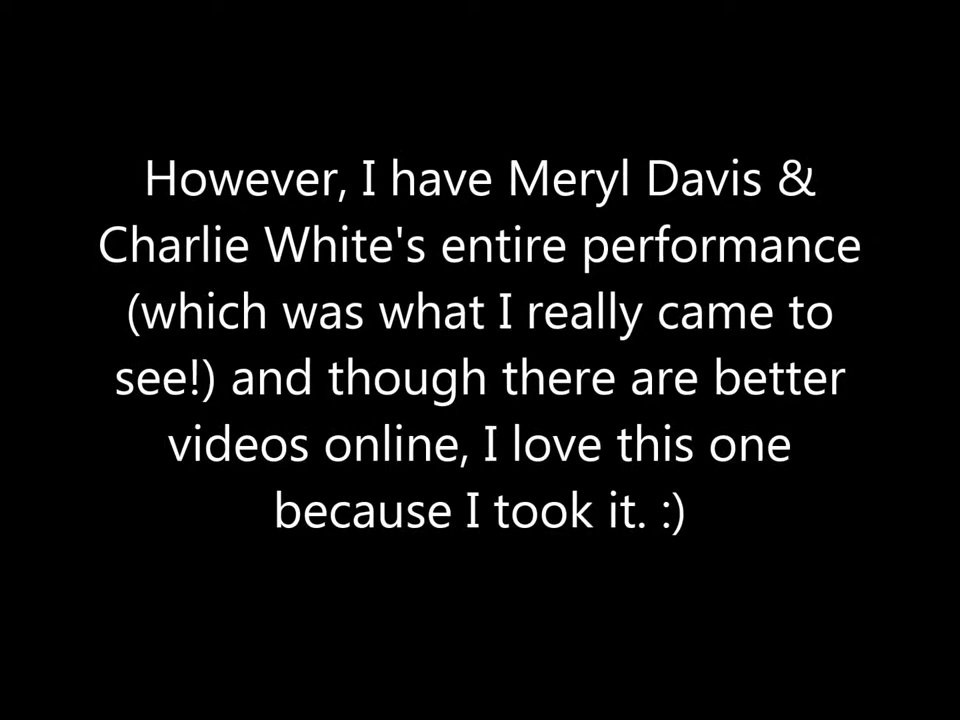 However, I have Meryl Davis &
Charlie White's entire performance
(which was what I really came to
see!) and though there are better
videos online, I love this one
because I took it. :)